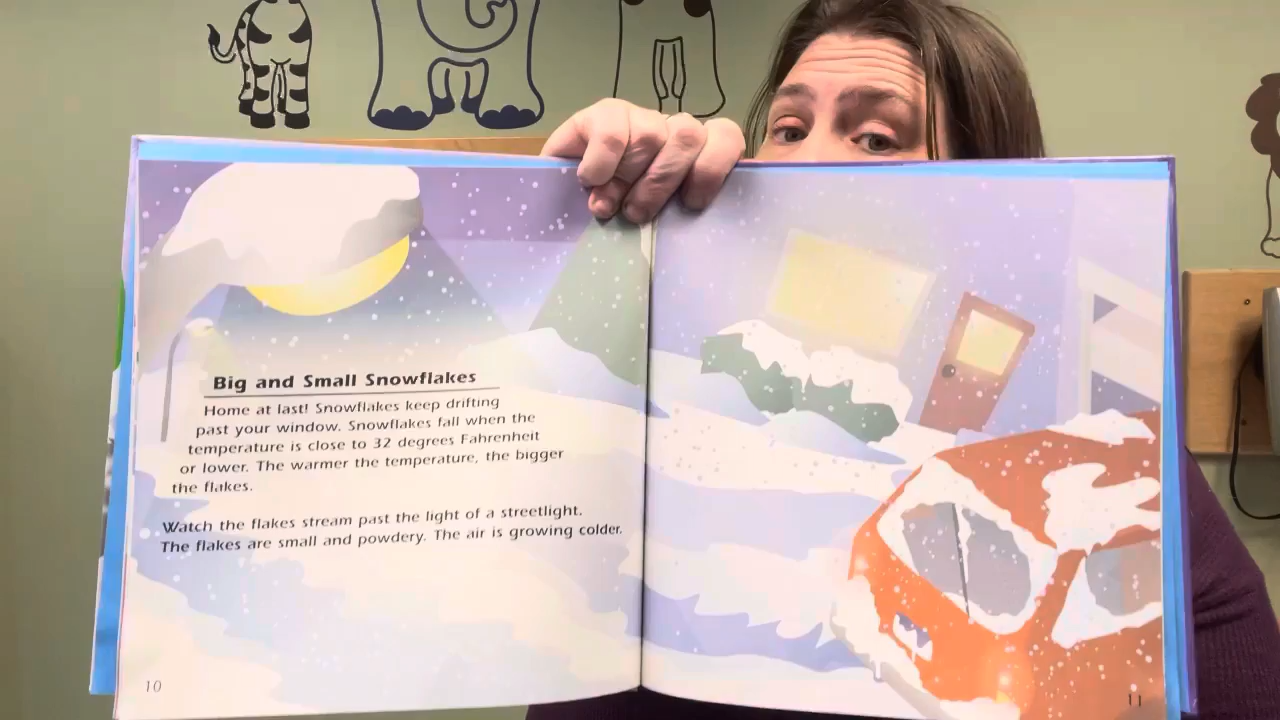 Big and Small Snowflakes
Home at last! Snowflakes keep drifting
past your window. Snowflakes fall when the
temperature is close to 32 degrees Fahrenheit
or lower. The warmer the temperature, the bigger
the flakes.
Watch the flakes stream past the light of a streetlight.
The flakes are small and powdery. The air is growing colder.
10
11